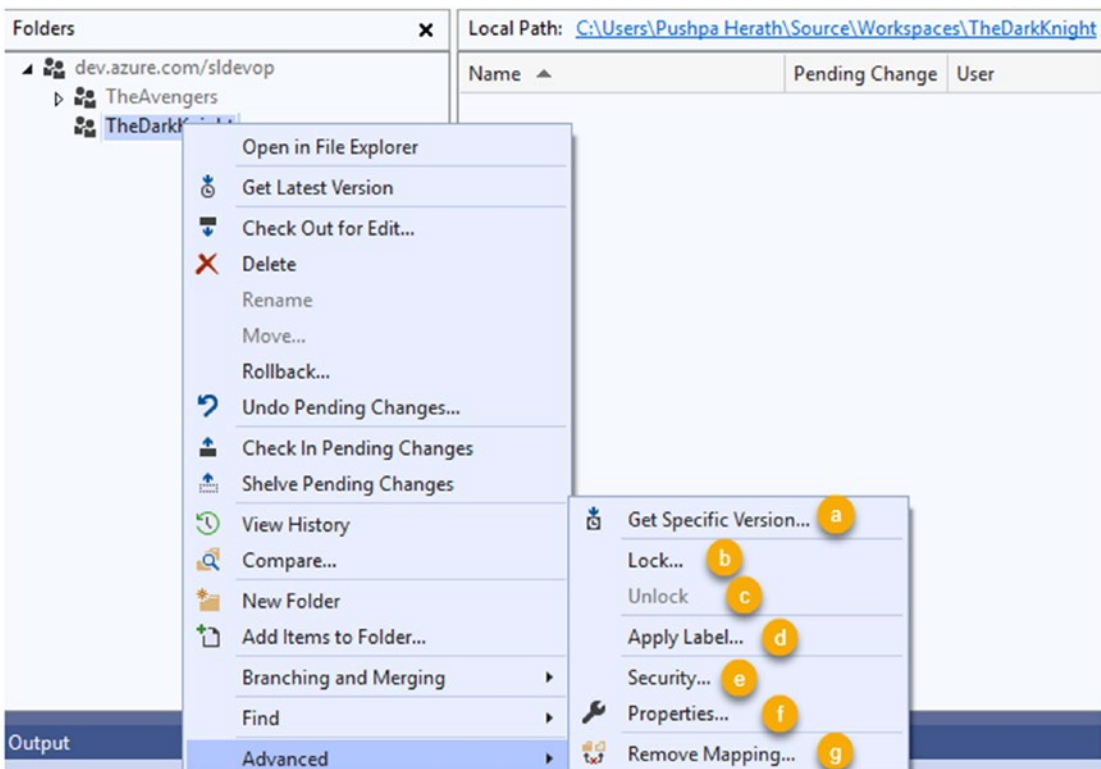 Folders
Local Path: C:\Users\Pushpa Herath\Source\Workspaces\TheDarkKnight
dev.azure.com/sldevop
Name Pending Change User
TheAvengers
Open in File Explorer
Get Latest Version
Check Out for Edit...
Delete
Rename
Move...
Rollback...
Undo Pending Changes...
Check In Pending Changes
Shelve Pending Changes
View History
Compare...
New Folder
Add Items to Folder...
Branching and Merging
Find
Advanced
Get Specific Version... a
Lock... b
Unlock c
Apply Label... d
Security... e
Properties... f
Remove Mapping... g
Output